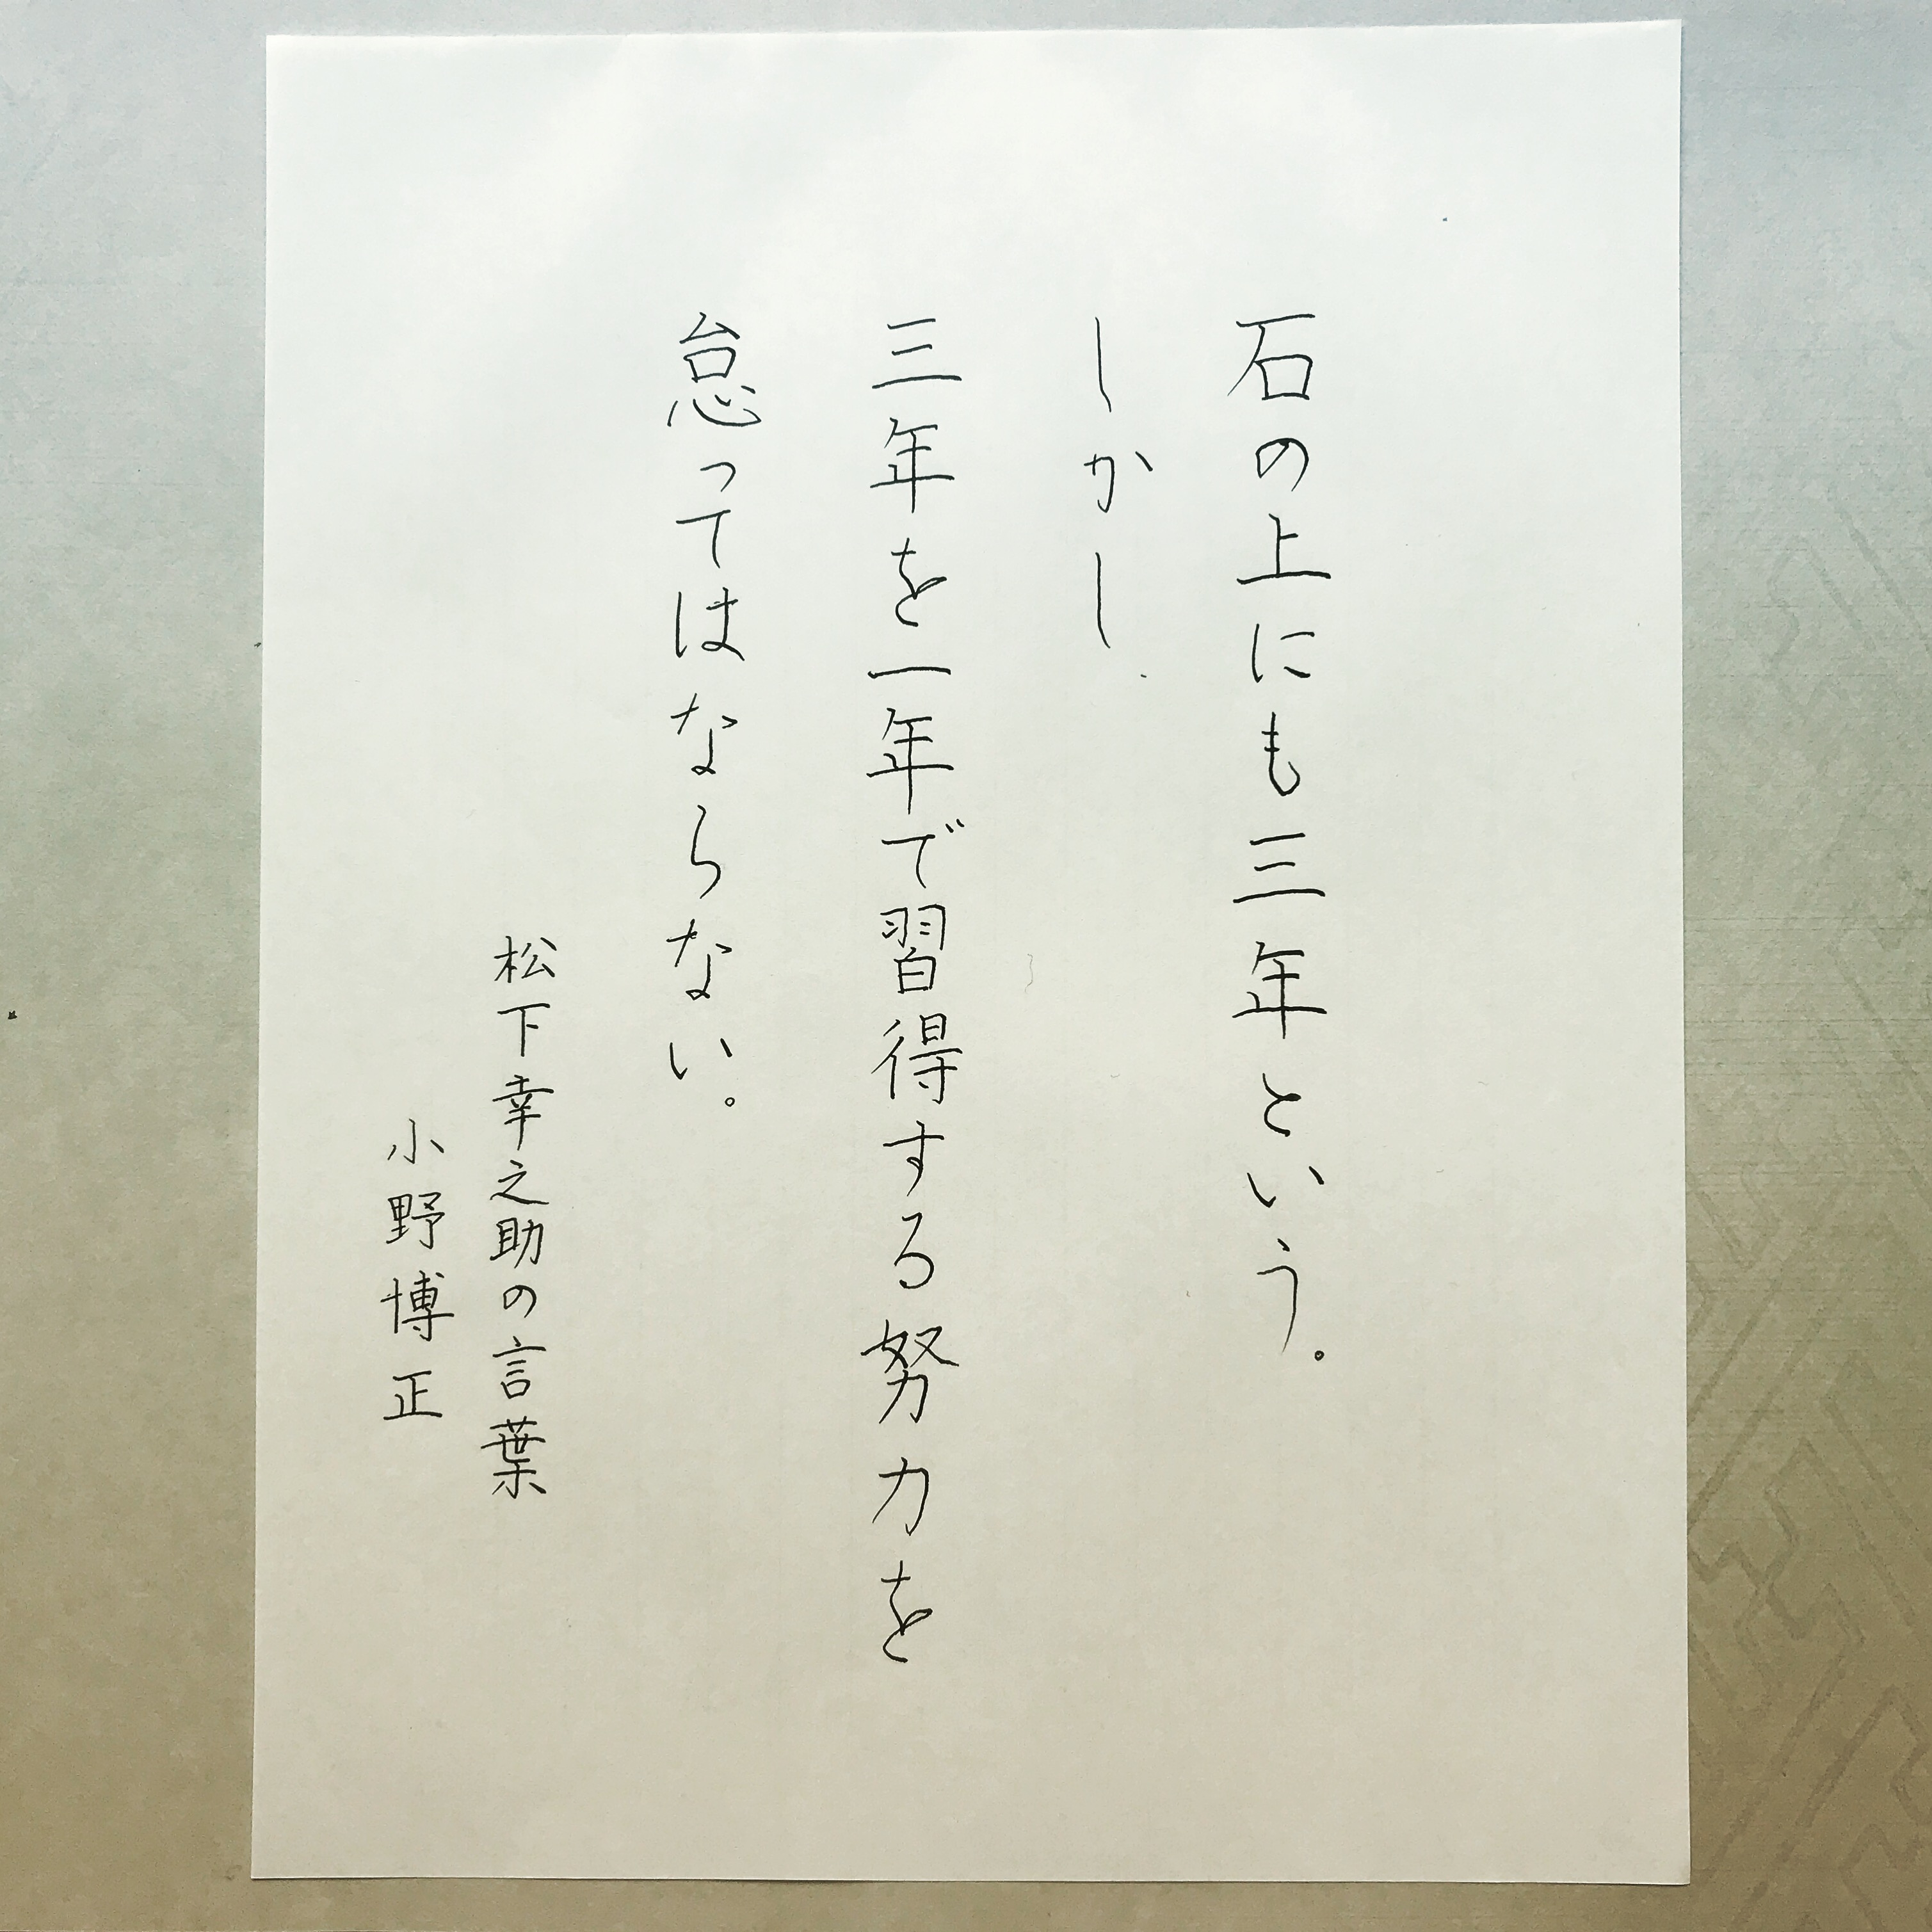 石の上にも三年という。
しかし
三年を一年で習得する努力を
怠ってはならない。
松下幸之助の言葉
小野博正